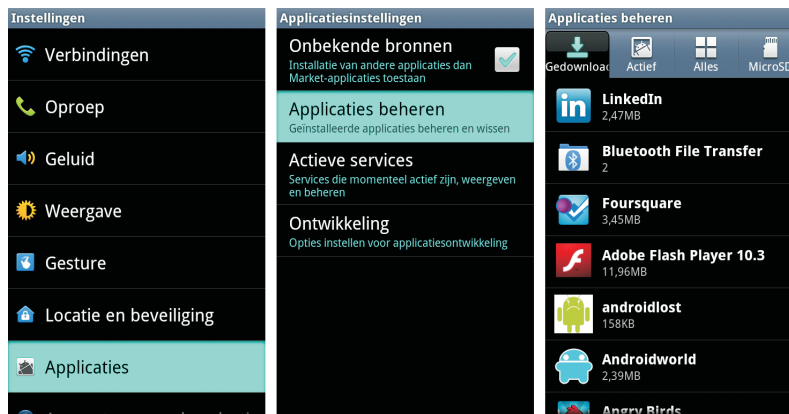 Instellingen
Verbindingen
Oproep
Geluid
Weergave
Gesture
Locatie en beveiliging
Applicaties
Applicatiesinstellingen
Onbekende bronnen
Installatie van andere applicaties dan
Market-applicaties toestaan
Applicaties beheren
Geïnstalleerde applicaties beheren en wissen
Actieve services
Services die momenteel actief zijn, weergeven
en beheren
Ontwikkeling
Opties instellen voor applicatiesontwikkeling
Applicaties beheren
Gedownload Actief Alles MicroSD
in
LinkedIn
2,47MB
Bluetooth File Transfer
2
Foursquare
3,45MB
Adobe Flash Player 10.3
11,96MB
androidlost
158KB
Androidworld
2,39MB
Angry Birds